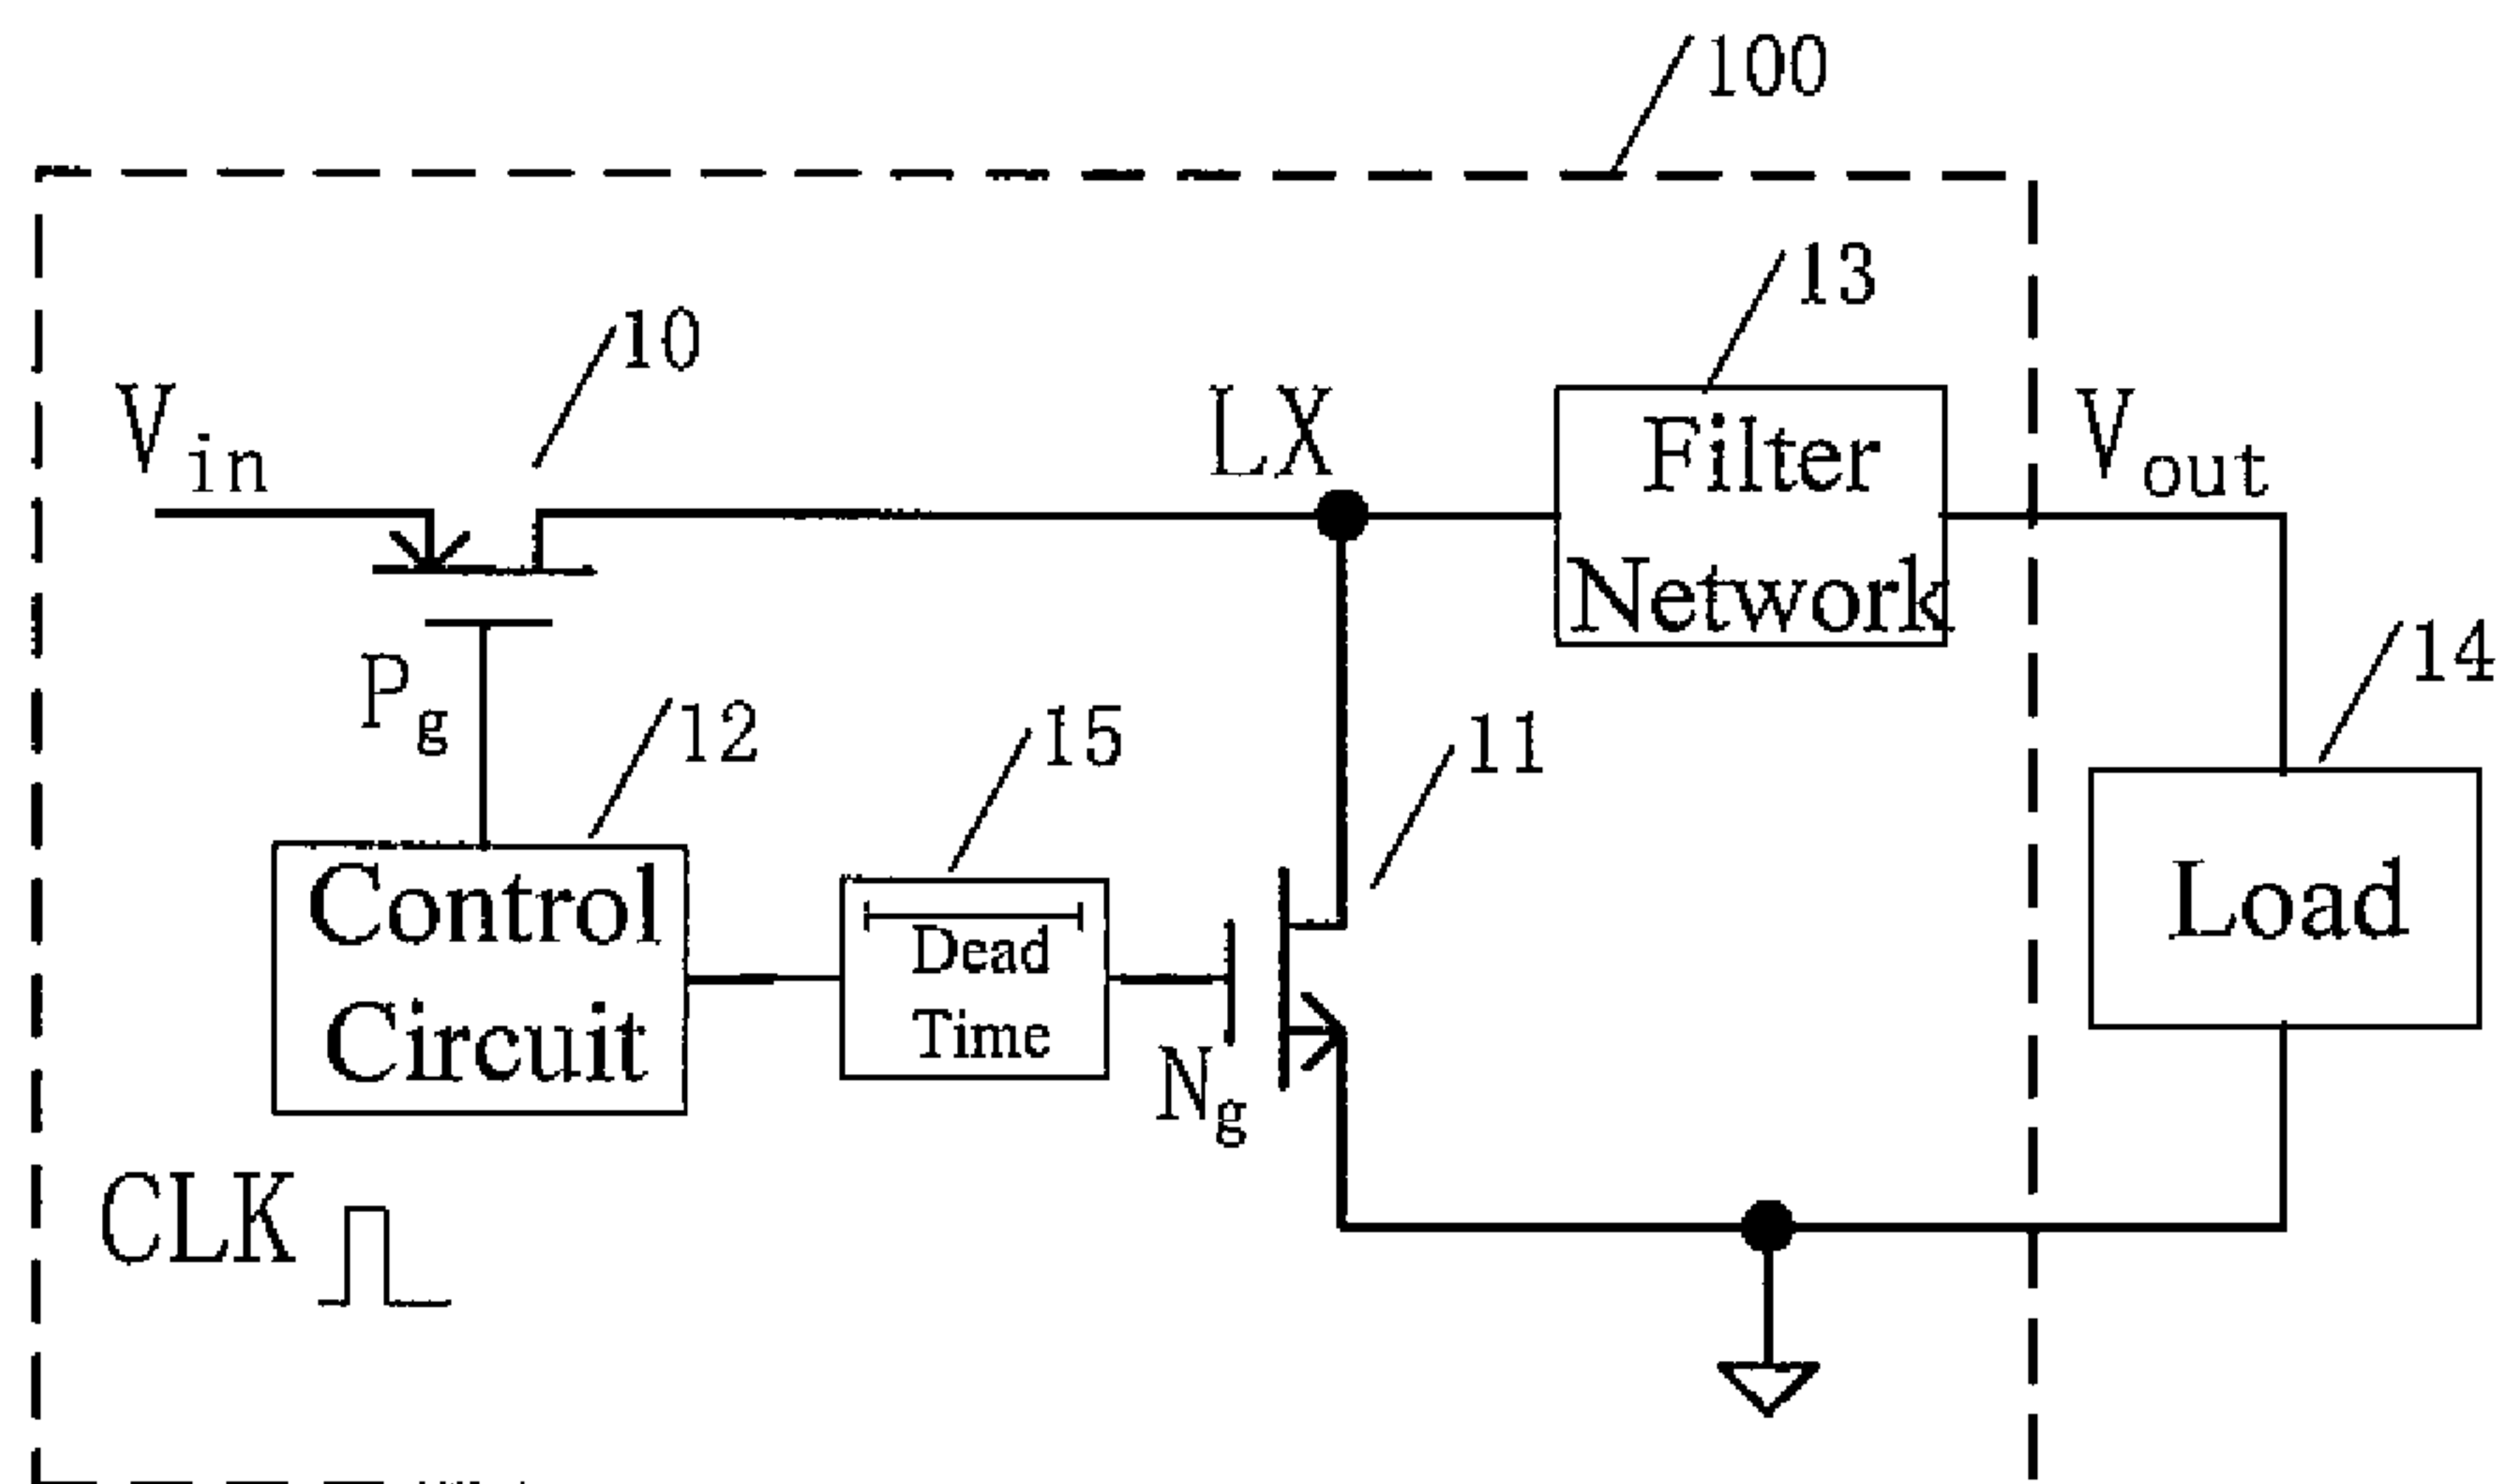 100
13
10
Vin
LX
Filter
Network
Vout
Pg
12
15
11
14
Control
Circuit
Dead
Time
Load
Ng
CLK